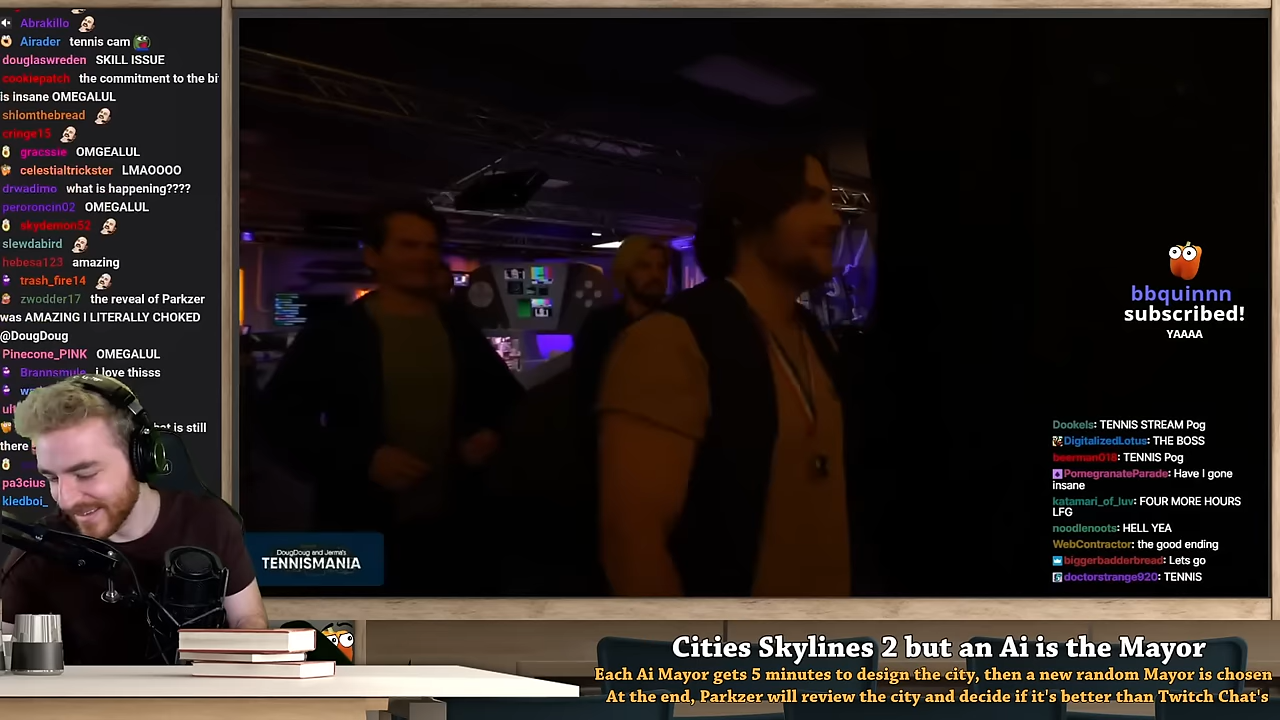 Abrakillo
Airader tennis cam
douglaswreden SKILL ISSUE
cookiepatch the commitment to the bi
is insane OMEGALUL
shlomthebread
cringe15
gracssie OMGEALUL
celestialtrickster LMAOOOO
drwadimo what is happening????
peroroncin02 OMEGALUL
skydemon52
slewdabird
hebesa123 amazing
trash_fire14
zwodder17 the reveal of Parkzer
was AMAZING I LITERALLY CHOKED
@DougDoug
Pinecone_PINK OMEGALUL
Brannsmule i love thisss
hat is still
there
pa3cius
kledboi_
DougDoug and Jerma's
TENNISMANIA
bbquinnn
subscribed!
YAAAA
Dookels: TENNIS STREAM Pog
DigitalizedLotus: THE BOSS
beerman018: TENNIS Pog
PomegranateParade: Have I gone
insane
katamari_of_luv: FOUR MORE HOURS
LFG
noodlenoots: HELL YEA
WebContractor: the good ending
biggerbadderbread: Lets go
doctorstrange920: TENNIS
Cities Skylines 2 but an Ai is the Mayor
Each Ai Mayor gets 5 minutes to design the city, then a new random Mayor is chosen
At the end, Parkzer will review the city and decide if it's better than Twitch Chat's